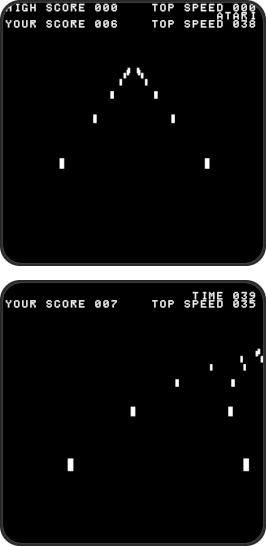 HIGH SCORE 000 TOP SPEED 000
ATARI
YOUR SCORE 006 TOP SPEED 038
TIME 039
YOUR SCORE 007 TOP SPEED 035